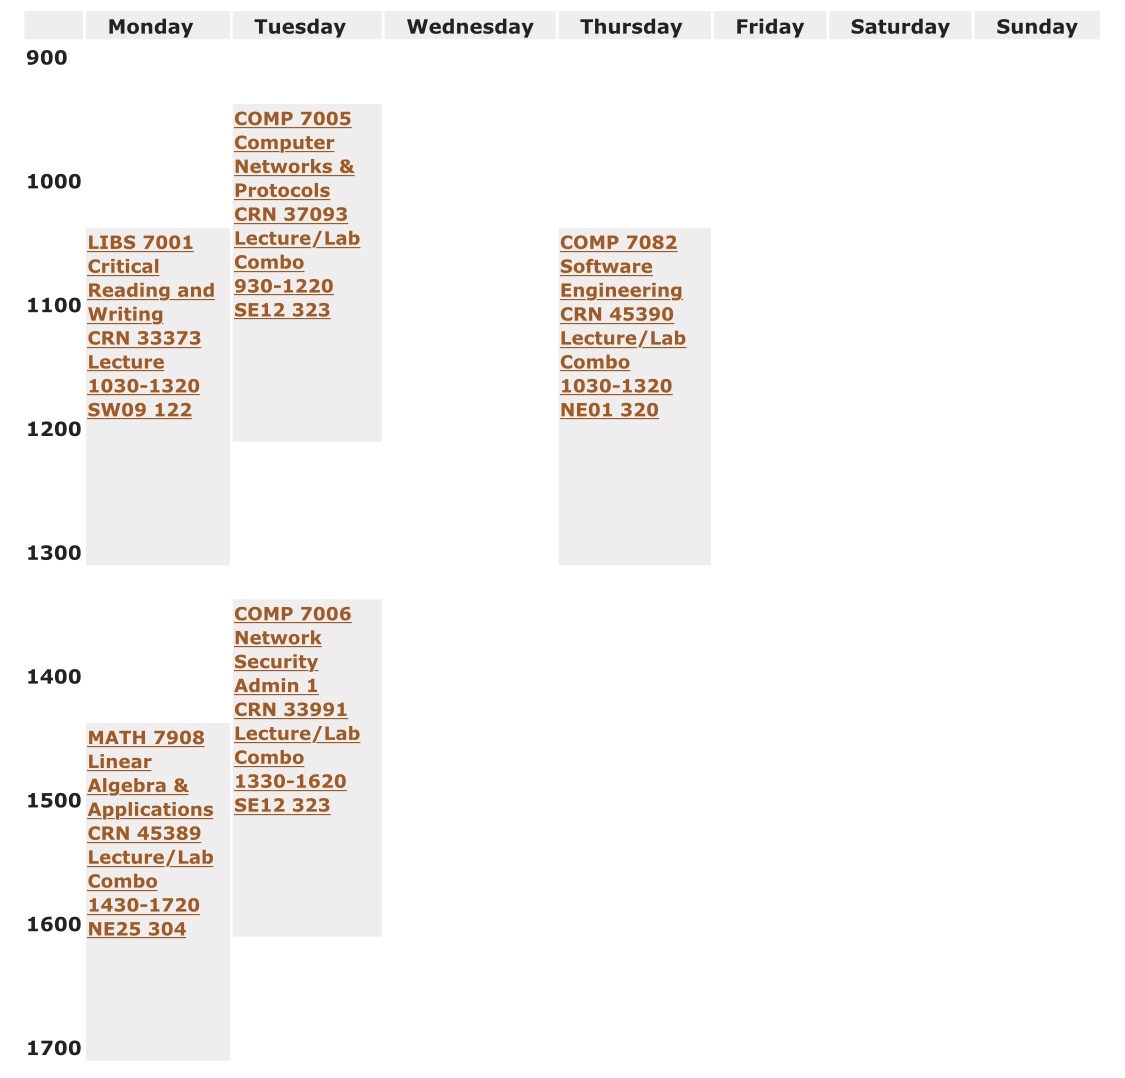 Monday Tuesday Wednesday Thursday Friday Saturday Sunday
900
1000
1100
1200
1300
1400
1500
1600
1700
LIBS 7001
Critical
Reading and
Writing
CRN 33373
Lecture
1030-1320
SW09 122
MATH 7908
Linear
Algebra &
Applications
CRN 45389
Lecture/Lab
Combo
1430-1720
NE25 304
COMP 7005
Computer
Networks &
Protocols
CRN 37093
Lecture/Lab
Combo
930-1220
SE12 323
COMP 7006
Network
Security
Admin 1
CRN 33991
Lecture/Lab
Combo
1330-1620
SE12 323
COMP 7082
Software
Engineering
CRN 45390
Lecture/Lab
Combo
1030-1320
NE01 320